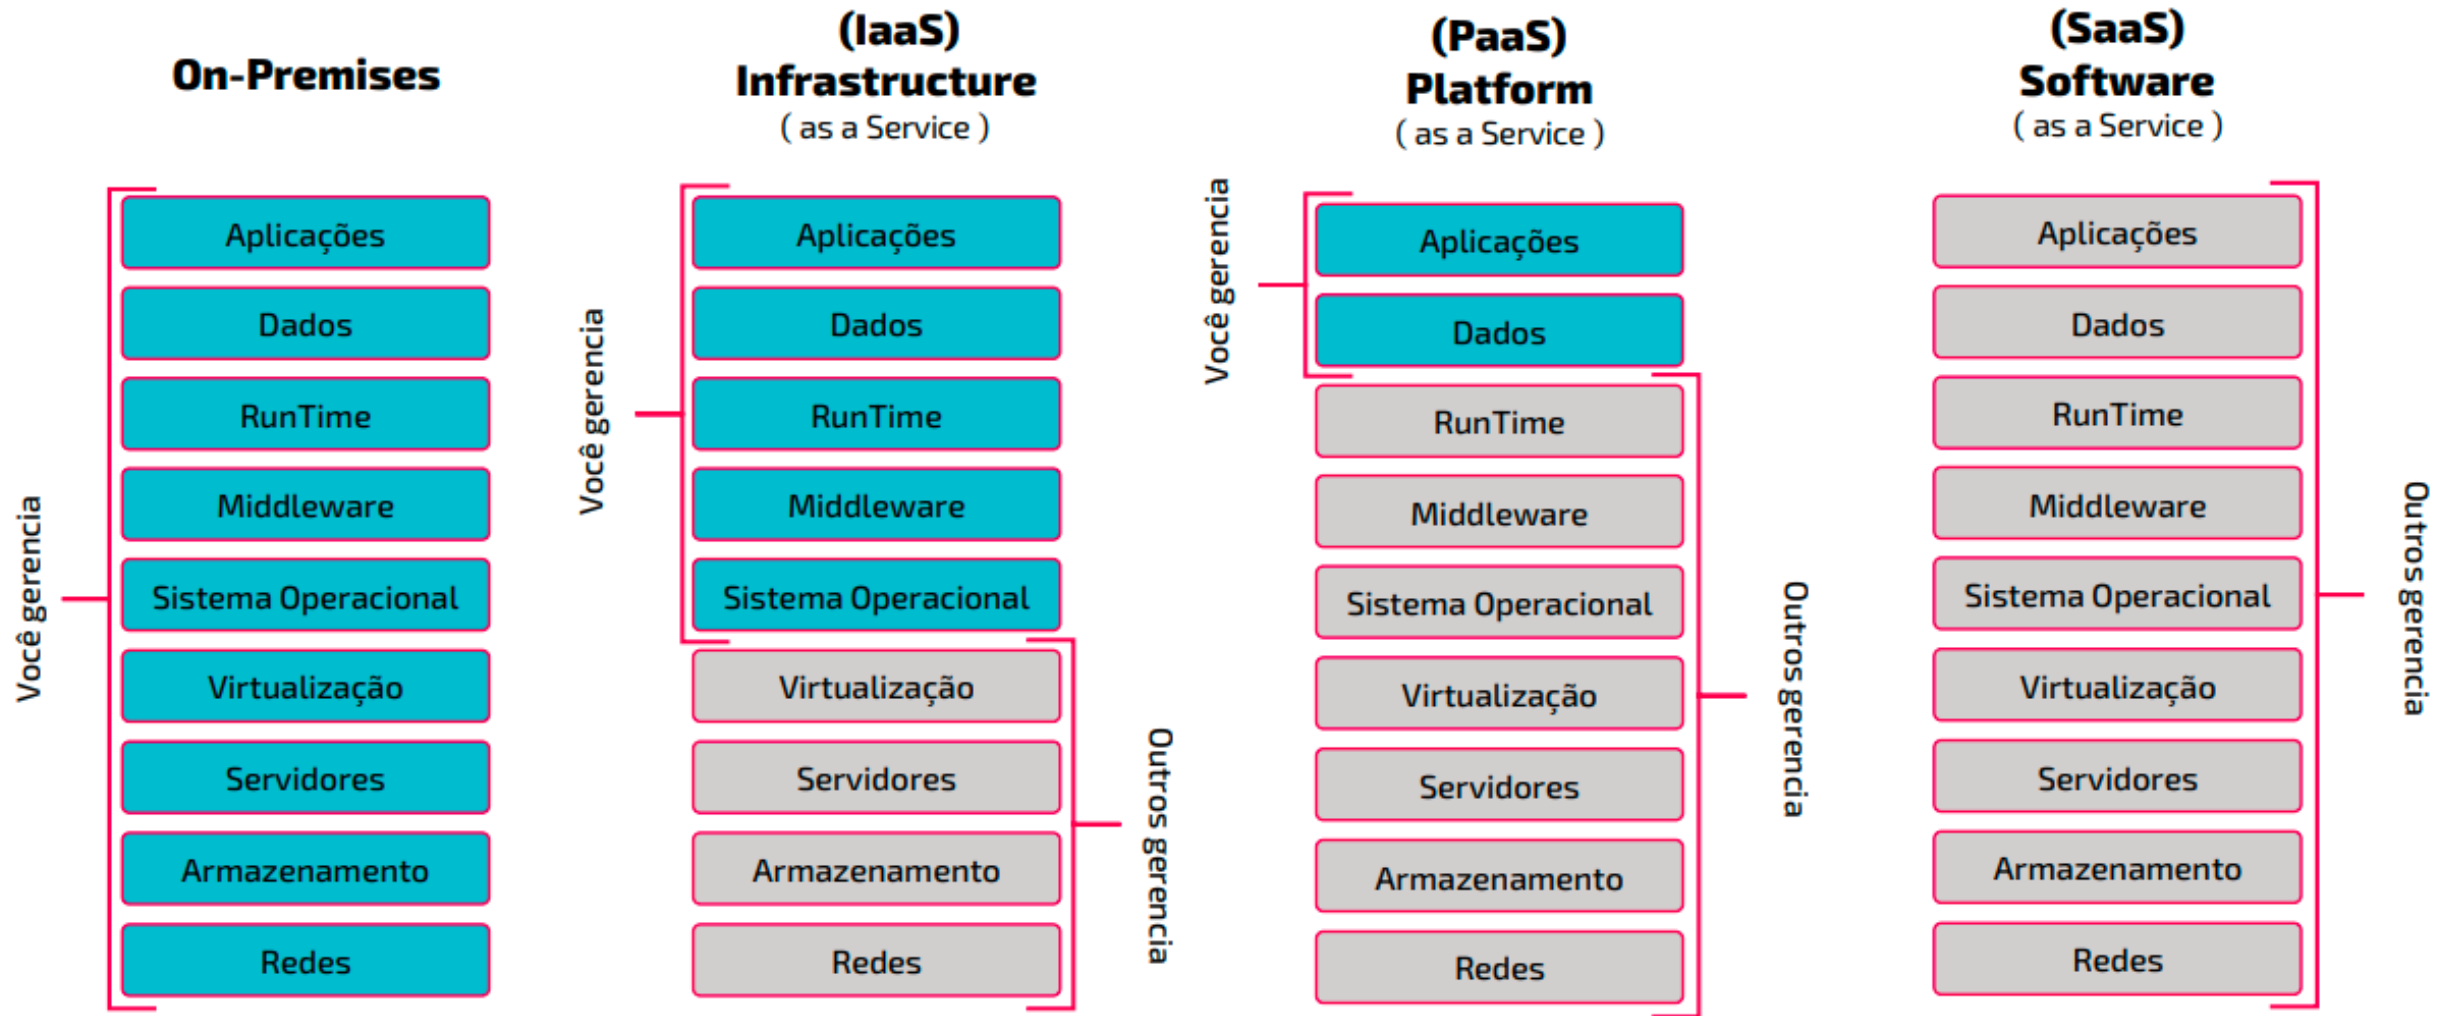 On-Premises
Você gerencia
Aplicações
Dados
RunTime
Middleware
Sistema Operacional
Virtualização
Servidores
Armazenamento
Redes
(IaaS)
Infrastructure
( as a Service )
Você gerencia
Aplicações
Dados
RunTime
Middleware
Sistema Operacional
Virtualização
Servidores
Armazenamento
Redes
Outros gerencia
(PaaS)
Platform
( as a Service )
Você gerencia
Aplicações
Dados
RunTime
Middleware
Sistema Operacional
Virtualização
Servidores
Armazenamento
Redes
Outros gerencia
(SaaS)
Software
( as a Service )
Aplicações
Dados
RunTime
Middleware
Sistema Operacional
Virtualização
Servidores
Armazenamento
Redes
Outros gerencia